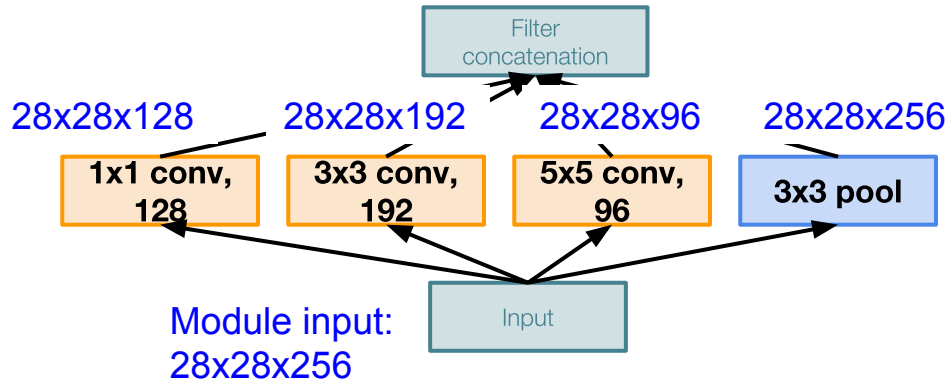 Filter
concatenation
28x28x128
28x28x192
28x28x96
28x28x256
1x1 conv,
128
3x3 conv,
192
5x5 conv,
96
3x3 pool
Input
Module input:
28x28x256